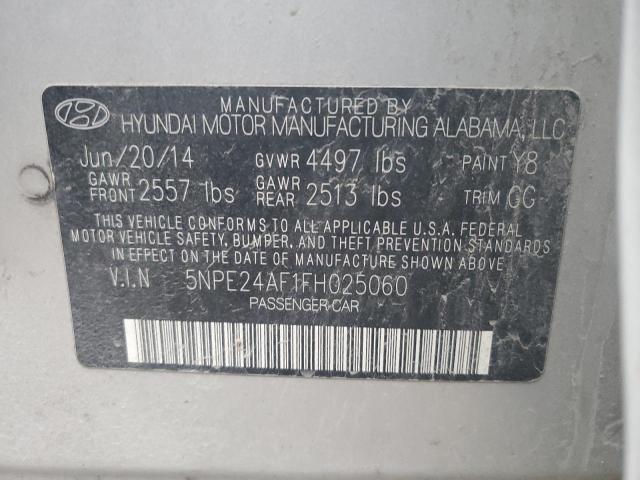 MANUFACTURED BY
HYUNDAI MOTOR MANUFACTURING ALABAMA, LLC
Jun/20/14 GVWR 4497 lbs PAINT Y8
GAWR FRONT 2557 lbs GAWR REAR 2513 lbs TRIM GG
THIS VEHICLE CONFORMS TO ALL APPLICABLE U.S.A. FEDERAL
MOTOR VEHICLE SAFETY, BUMPER, AND THEFT PREVENTION STANDARDS
IN EFFECT ON THE DATE OF MANUFACTURE SHOWN ABOVE
V.I.N 5NPE24AF1FH025060
PASSENGER CAR